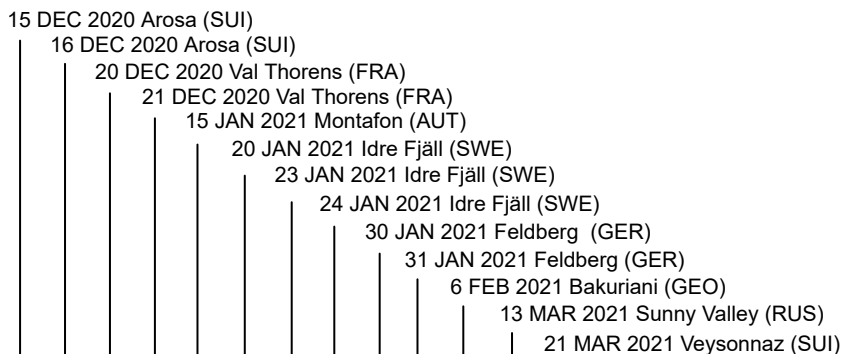 15 DEC 2020 Arosa (SUI)
16 DEC 2020 Arosa (SUI)
20 DEC 2020 Val Thorens (FRA)
21 DEC 2020 Val Thorens (FRA)
15 JAN 2021 Montafon (AUT)
20 JAN 2021 Idre Fjäll (SWE)
23 JAN 2021 Idre Fjäll (SWE)
24 JAN 2021 Idre Fjäll (SWE)
30 JAN 2021 Feldberg (GER)
31 JAN 2021 Feldberg (GER)
6 FEB 2021 Bakuriani (GEO)
13 MAR 2021 Sunny Valley (RUS)
21 MAR 2021 Veysonnaz (SUI)